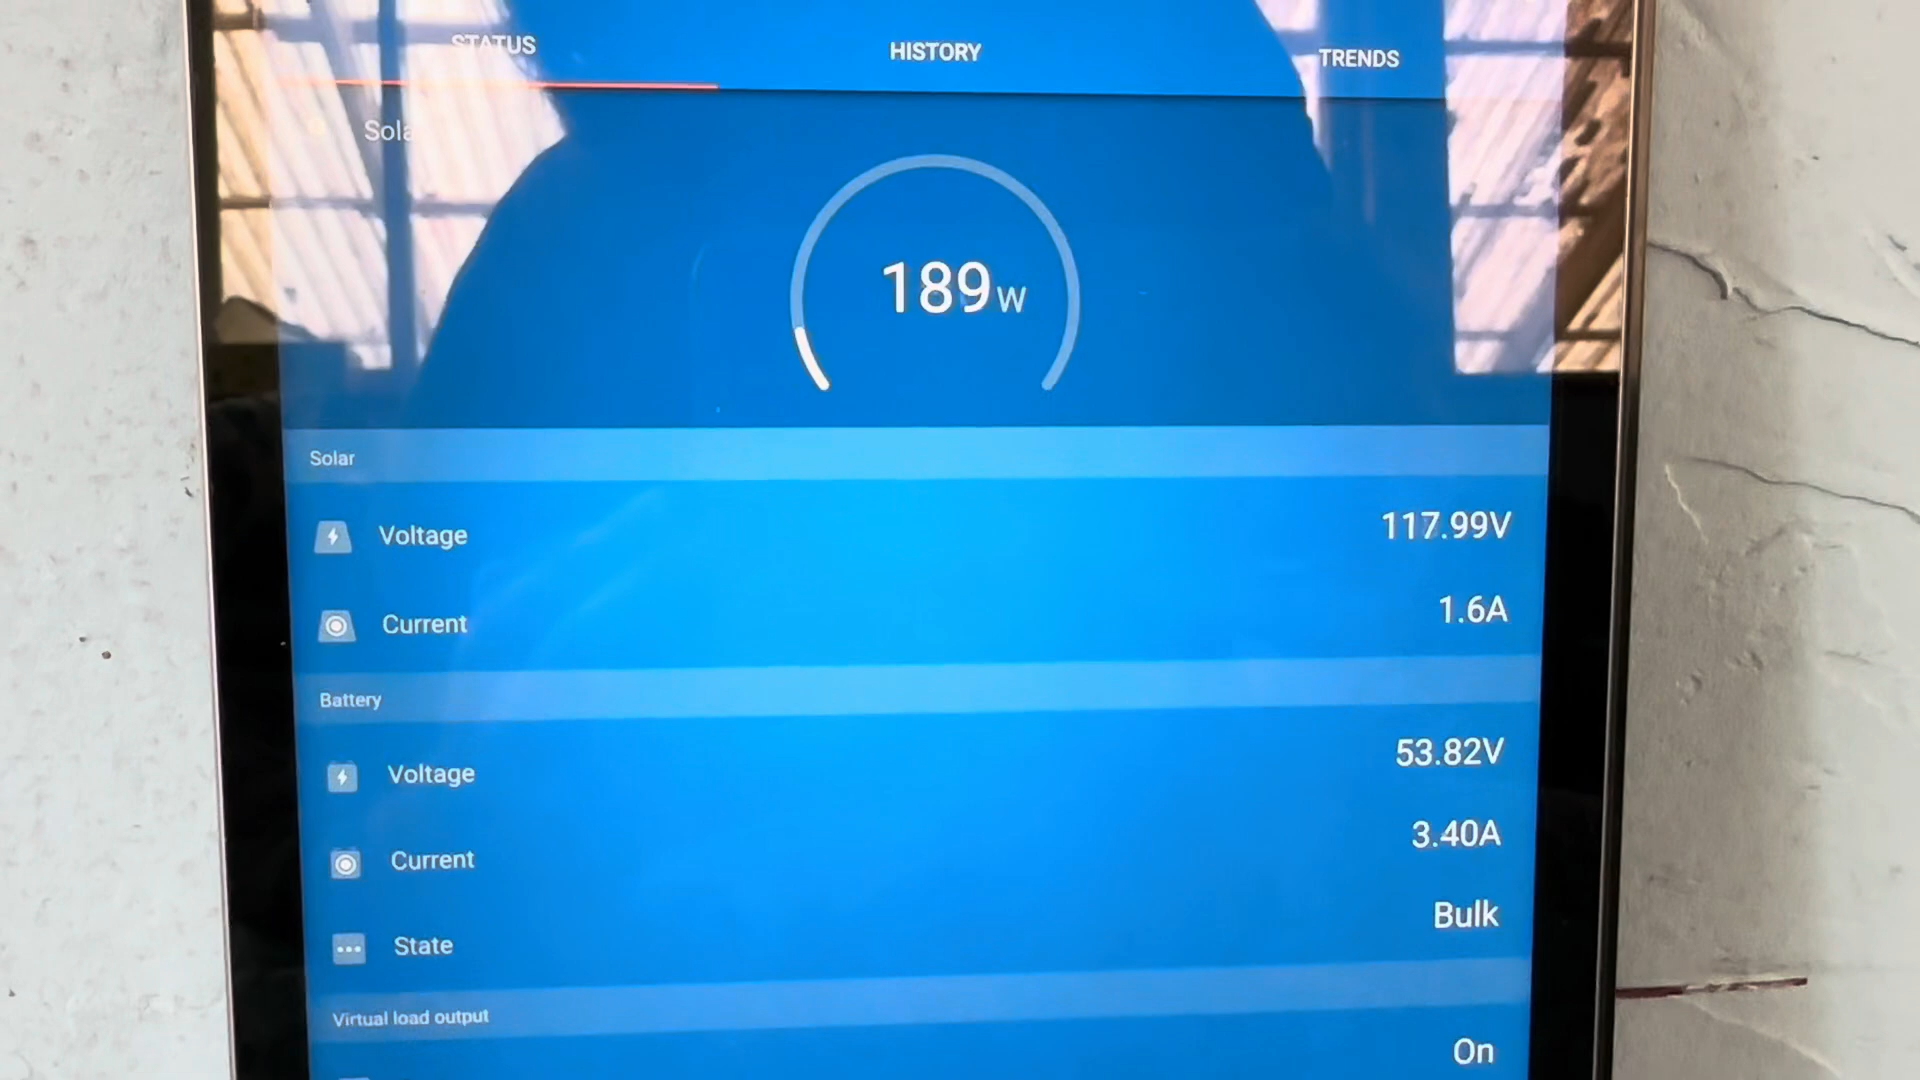 STATUS HISTORY TRENDS
Sola
189W
Solar
Voltage 117.99V
Current 1.6A
Battery
Voltage 53.82V
Current 3.40A
State Bulk
Virtual load output
On